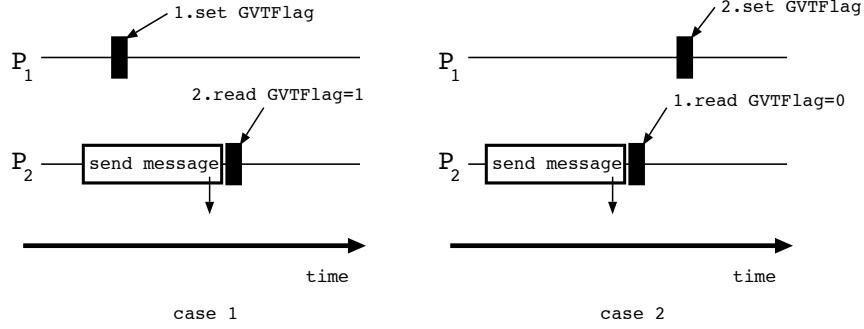 1.set GVTFlag
P1
2.read GVTFlag=1
P2
send message
time
case 1
2.set GVTFlag
P1
1.read GVTFlag=0
P2
send message
time
case 2